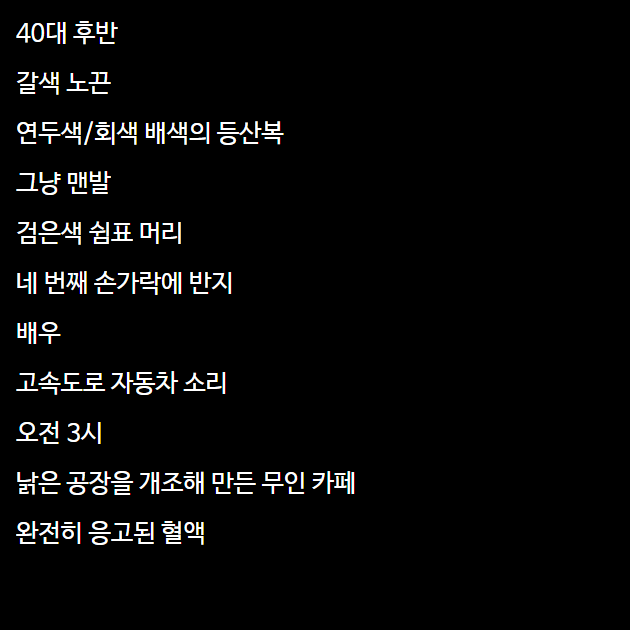 40대 후반
갈색 노끈
연두색/회색 배색의 등산복
그냥 맨발
검은색 쉼표 머리
네 번째 손가락에 반지
배우
고속도로 자동차 소리
오전 3시
낡은 공장을 개조해 만든 무인 카페
완전히 응고된 혈액